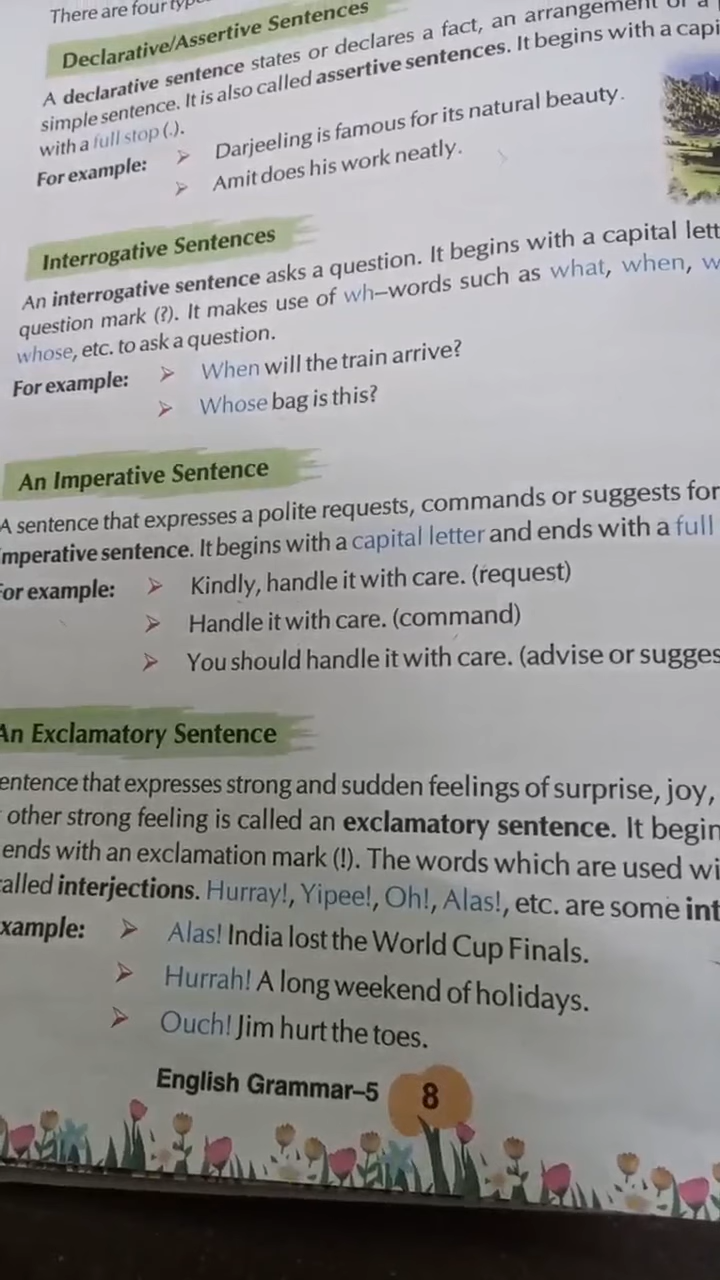 There are four
Declarative/Assertive Sentences
A declarative sentence states or declares a fact, an arrangement or a
simple sentence. It is also called assertive sentences. It begins with a
with a full stop (.).
For example: ➢ Darjeeling is famous for its natural beauty.
➢ Amit does his work neatly.
Interrogative Sentences
An interrogative sentence asks a question. It begins with a capital
question mark (?). It makes use of wh–words such as what, when,
whose, etc. to ask a question.
For example: ➢ When will the train arrive?
➢ Whose bag is this?
An Imperative Sentence
A sentence that expresses a polite requests, commands or suggests for
mperative sentence. It begins with a capital letter and ends with a full
or example: ➢ Kindly, handle it with care. (request)
➢ Handle it with care. (command)
➢ You should handle it with care. (advise or sugges
An Exclamatory Sentence
entence that expresses strong and sudden feelings of surprise, joy,
other strong feeling is called an exclamatory sentence. It begin
ends with an exclamation mark (!). The words which are used wi
alled interjections. Hurray!, Yipee!, Oh!, Alas!, etc. are some int
xample: ➢ Alas! India lost the World Cup Finals.
➢ Hurrah! A long weekend of holidays.
➢ Ouch! Jim hurt the toes.
English Grammar–5 8